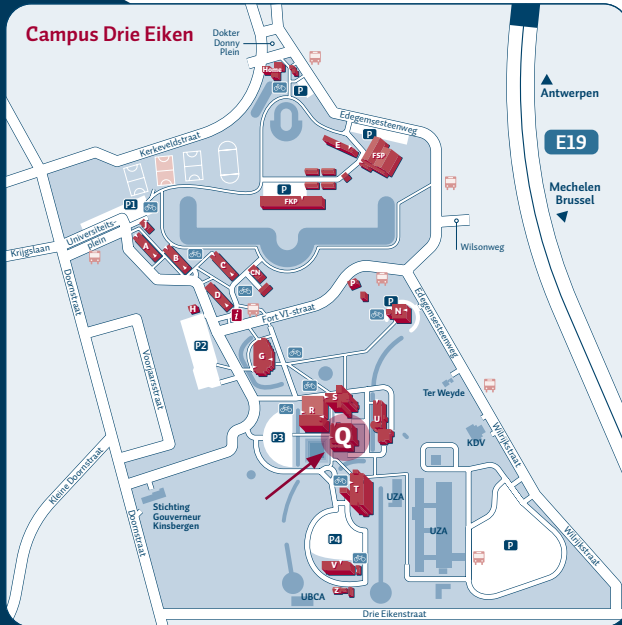 Campus Drie Eiken
Dokter
Donny
Plein
Home
P
Antwerpen
E19
Mechelen
Brussel
Edegemsesteenweg
P
E
FSP
Kerkeveldstraat
P
FKP
P1
J
Universiteits-
plein
Krijgslaan
A
B
C
CN
D
Wilsonweg
H
i
Fort VI-straat
P
P
N
Edegemsesteenweg
Doornstraat
Voorjaarsstraat
P2
G
Ter Weyde
S
R
U
Q
P3
KDV
Wilrijkstraat
Kleine Doornstraat
Doornstraat
Stichting
Gouverneur
Kinsbergen
T
UZA
UZA
P4
P
V
Z
UBCA
Wilrijkstraat
Drie Eikenstraat